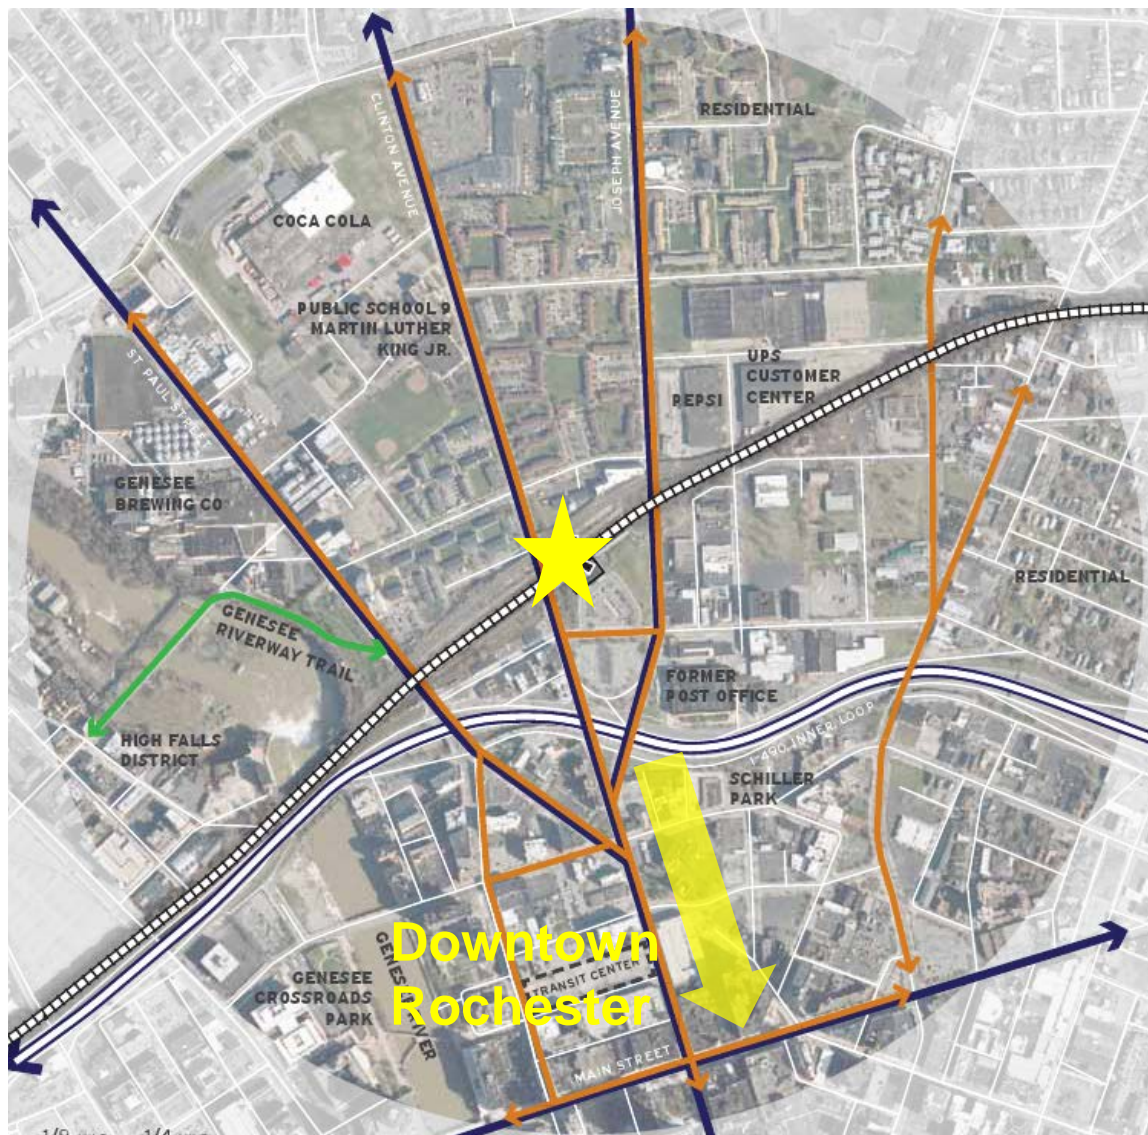 CLINTON AVENUE
JOSEPH AVENUE
RESIDENTIAL
COCA COLA
PUBLIC SCHOOL 9
MARTIN LUTHER
KING JR.
ST PAUL STREET
UPS
CUSTOMER
CENTER
PEPSI
GENESEE
BREWING CO
RESIDENTIAL
GENESEE
RIVERWAY TRAIL
FORMER
POST OFFICE
HIGH FALLS
DISTRICT
I-490 INNER LOOP
SCHILLER
PARK
Downtown
Rochester
TRANSIT CENTER
GENESEE
CROSSROADS
PARK
GENESEE RIVER
MAIN STREET